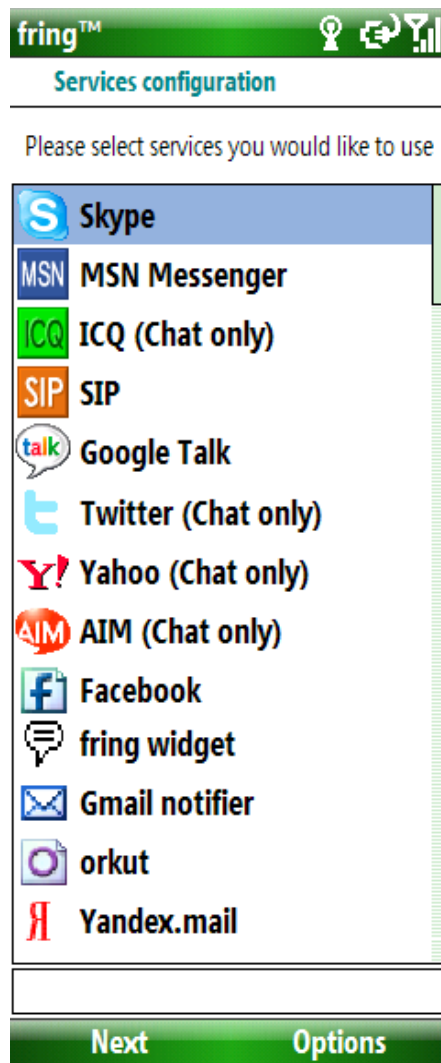 fring™
Services configuration
Please select services you would like to use
S Skype
MSN MSN Messenger
ICQ ICQ (Chat only)
SIP SIP
talk Google Talk
t Twitter (Chat only)
Y! Yahoo (Chat only)
AIM AIM (Chat only)
f Facebook
fring widget
Gmail notifier
orkut
Я Yandex.mail
Next Options